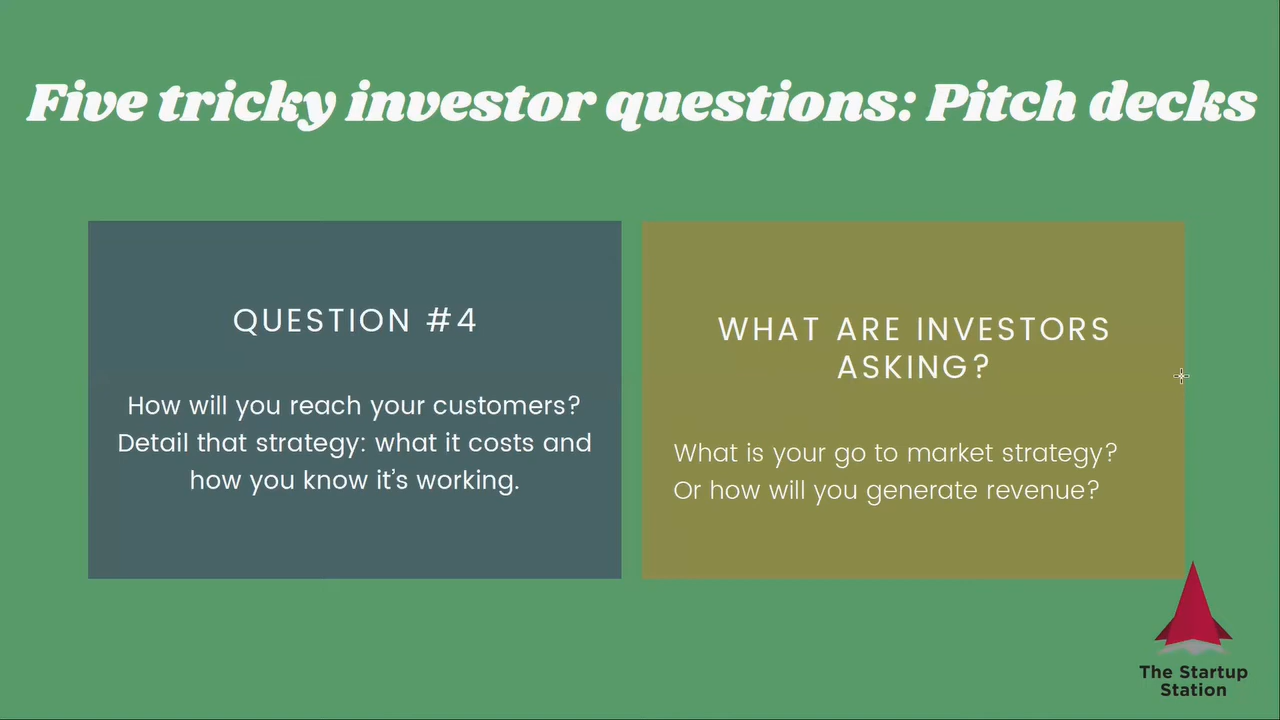 Five tricky investor questions: Pitch decks
QUESTION #4
How will you reach your customers?
Detail that strategy: what it costs and
how you know it's working.
WHAT ARE INVESTORS
ASKING?
What is your go to market strategy?
Or how will you generate revenue?
The Startup
Station